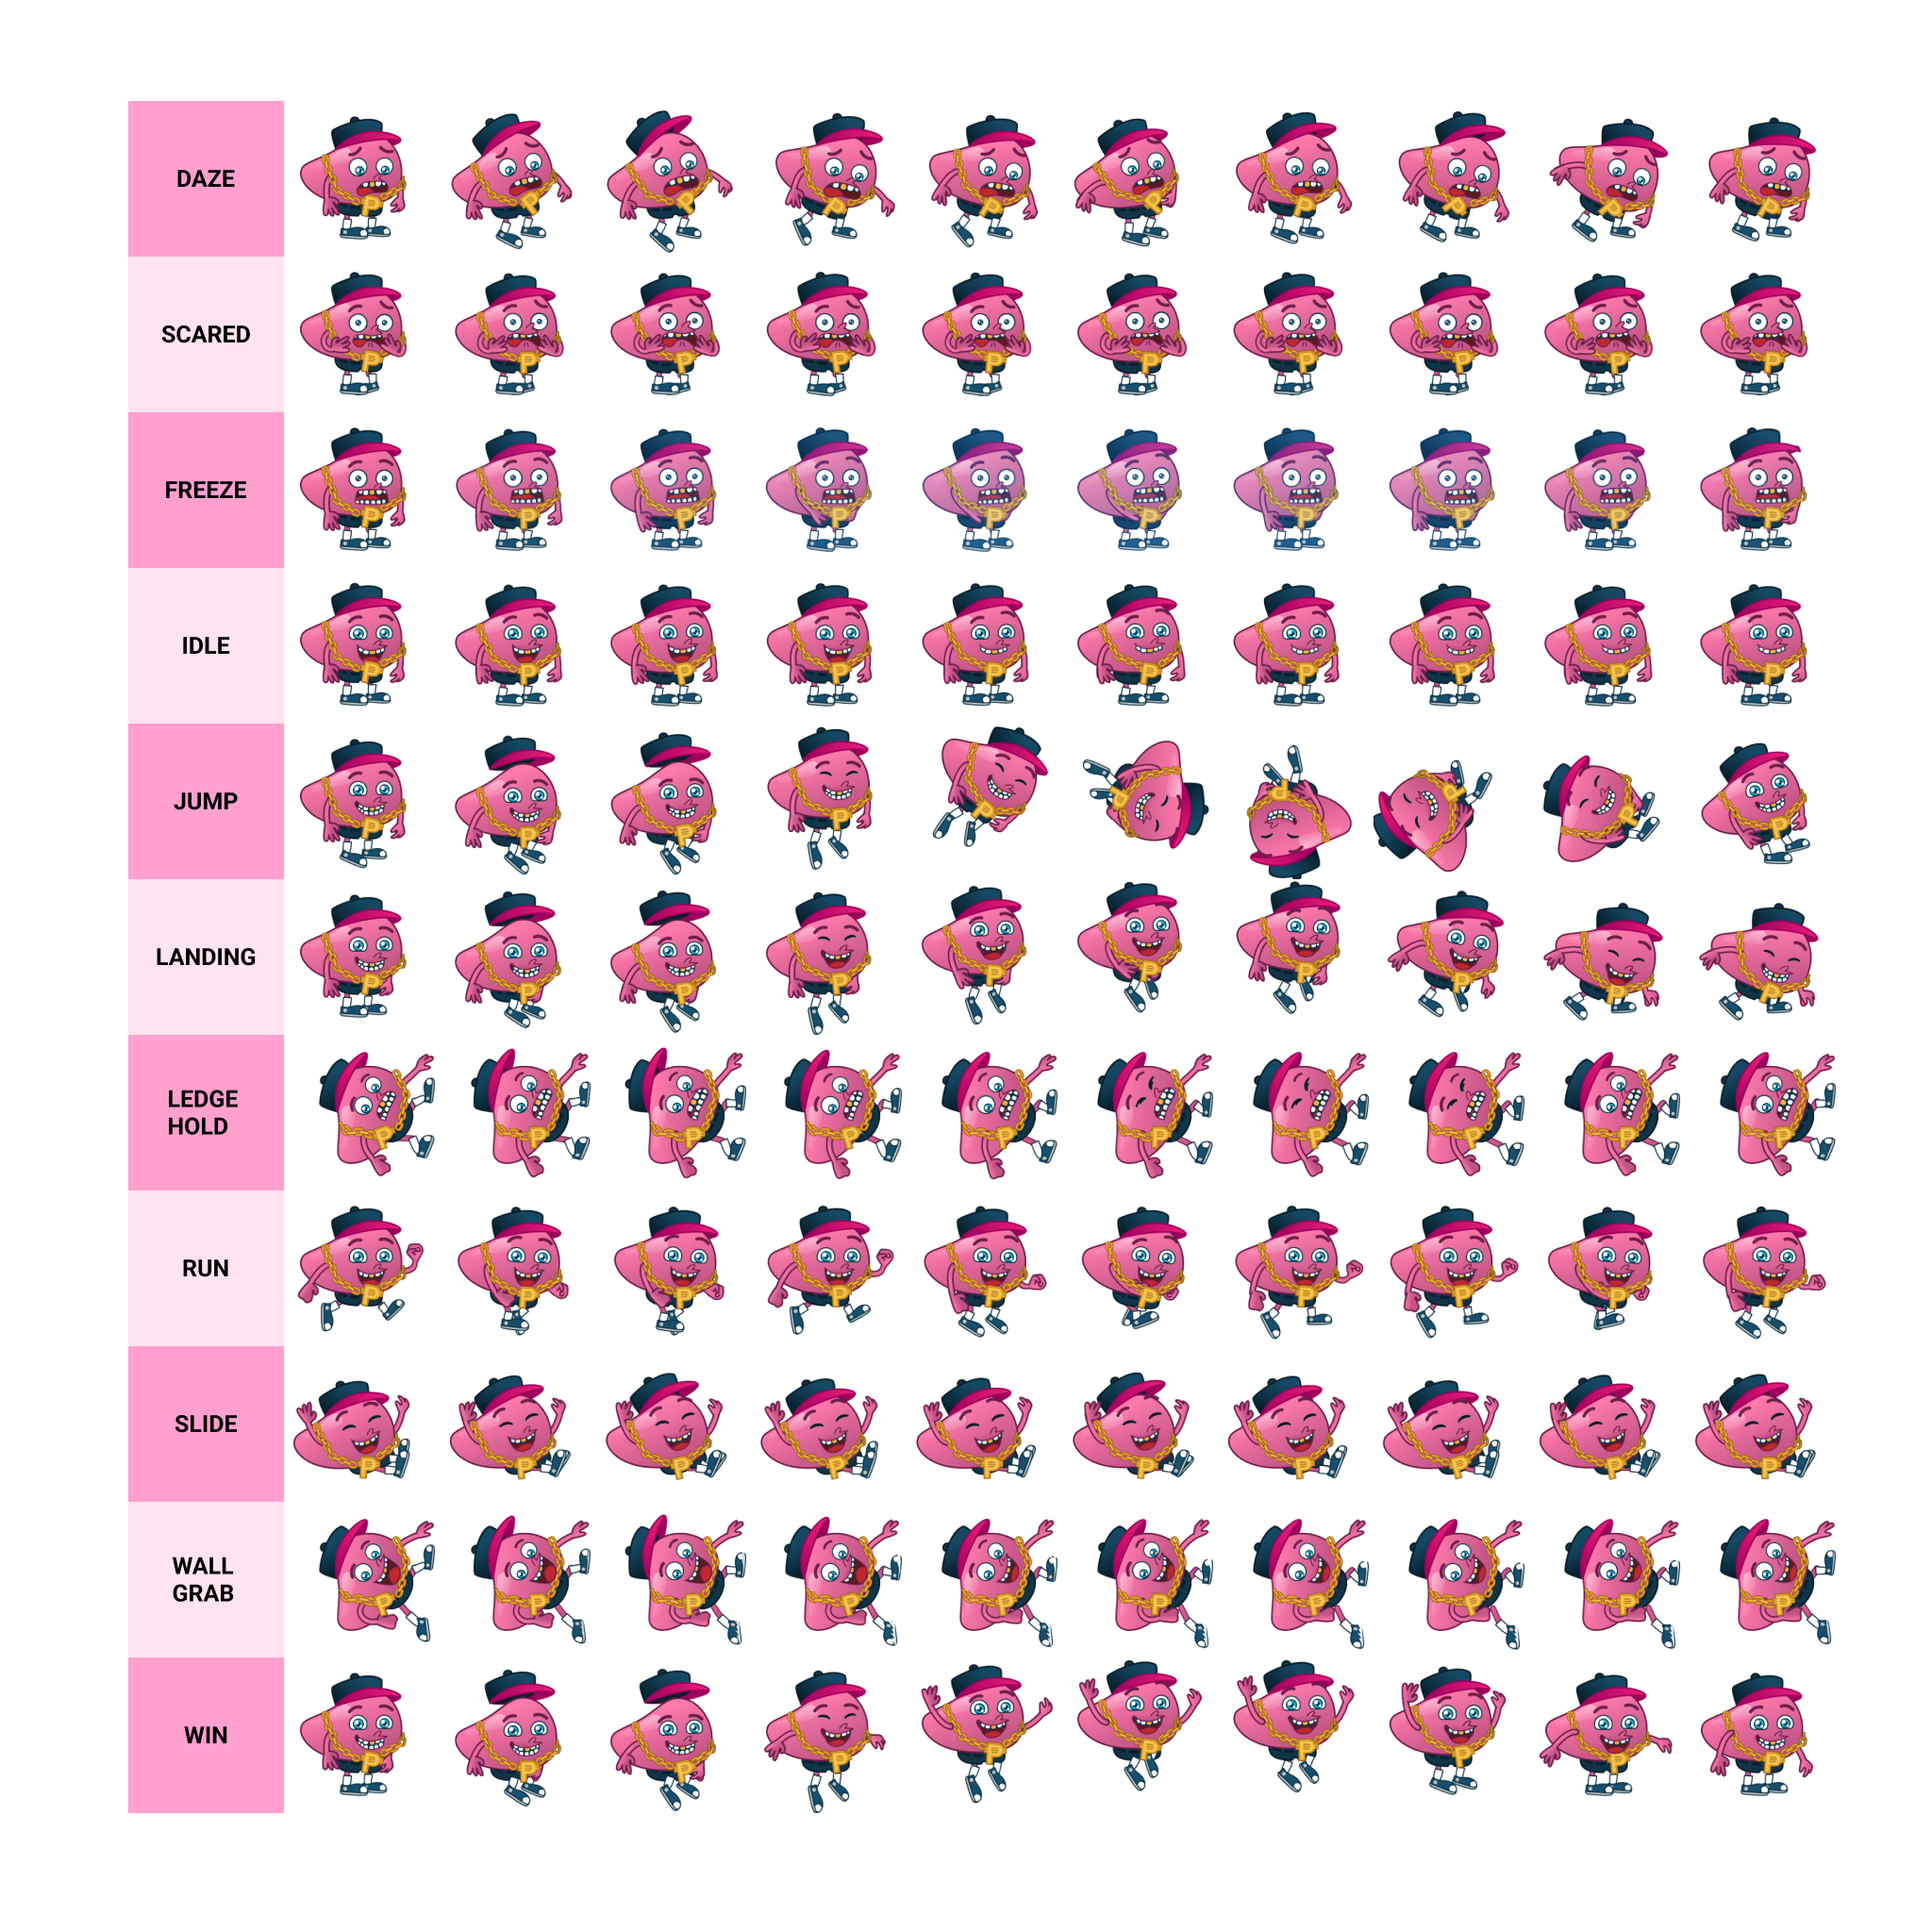 DAZE
SCARED
FREEZE
IDLE
JUMP
LANDING
LEDGE
HOLD
RUN
SLIDE
WALL
GRAB
WIN